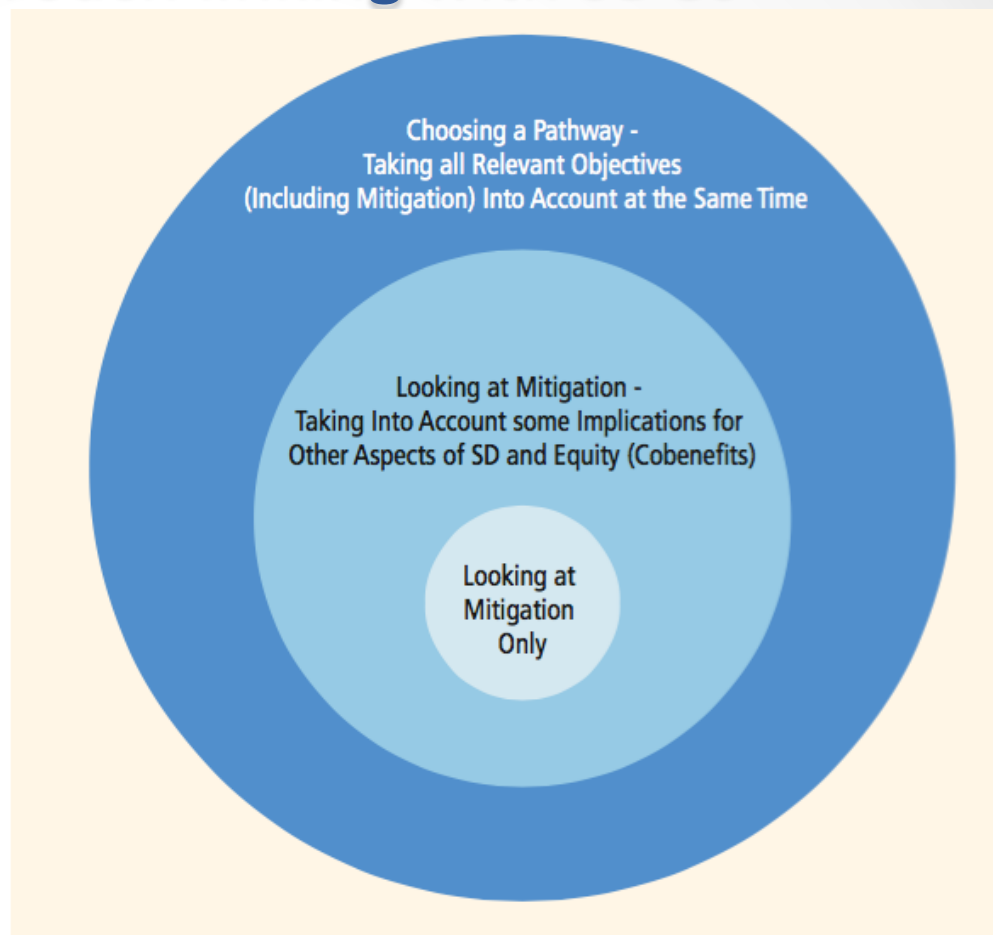 Choosing a Pathway -
Taking all Relevant Objectives
(Including Mitigation) Into Account at the Same Time
Looking at Mitigation -
Taking Into Account some Implications for
Other Aspects of SD and Equity (Cobenefits)
Looking at
Mitigation
Only